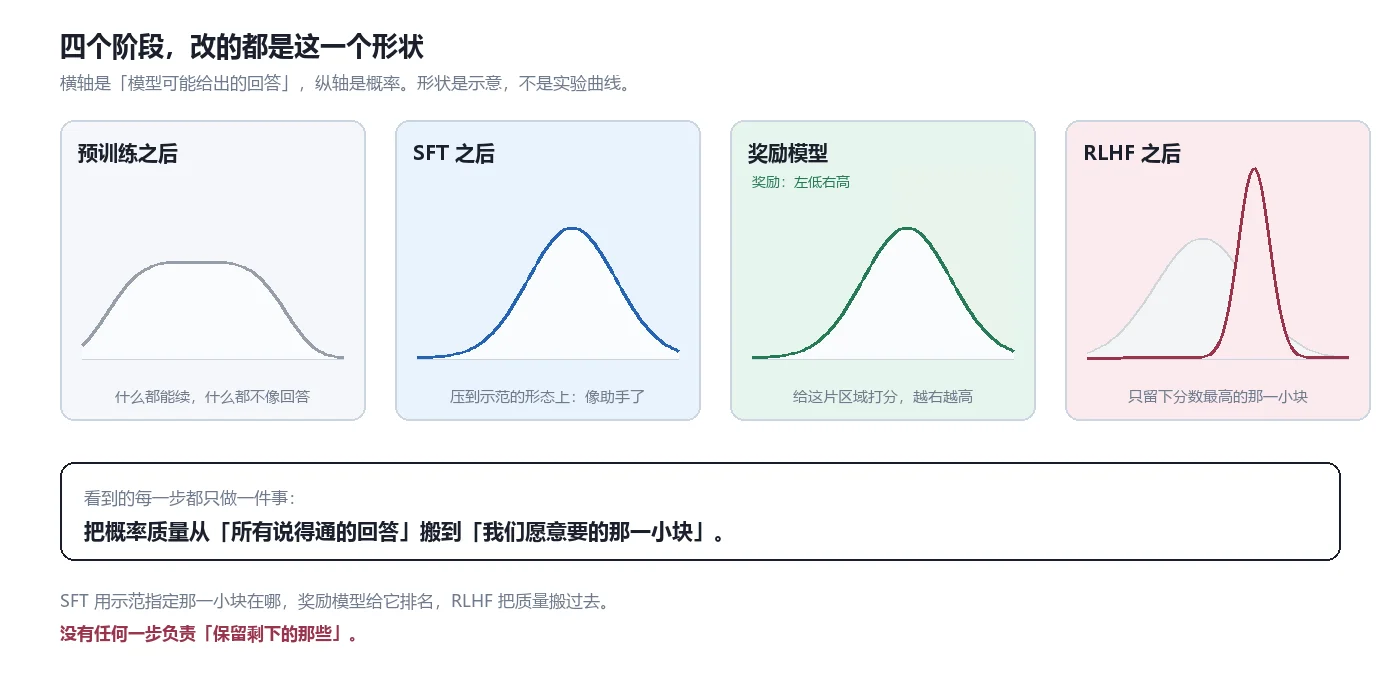 四个阶段，改的都是这一个形状
横轴是「模型可能给出的回答」，纵轴是概率。形状是示意，不是实验曲线。
预训练之后
什么都能续，什么都不像回答
SFT 之后
压到示范的形态上：像助手了
奖励模型
奖励：左低右高
给这片区域打分，越右越高
RLHF 之后
只留下分数最高的那一小块
看到的每一步都只做一件事：
把概率质量从「所有说得通的回答」搬到「我们愿意要的那一小块」。
SFT 用示范指定那一小块在哪，奖励模型给它排名，RLHF 把质量搬过去。
没有任何一步负责「保留剩下的那些」。